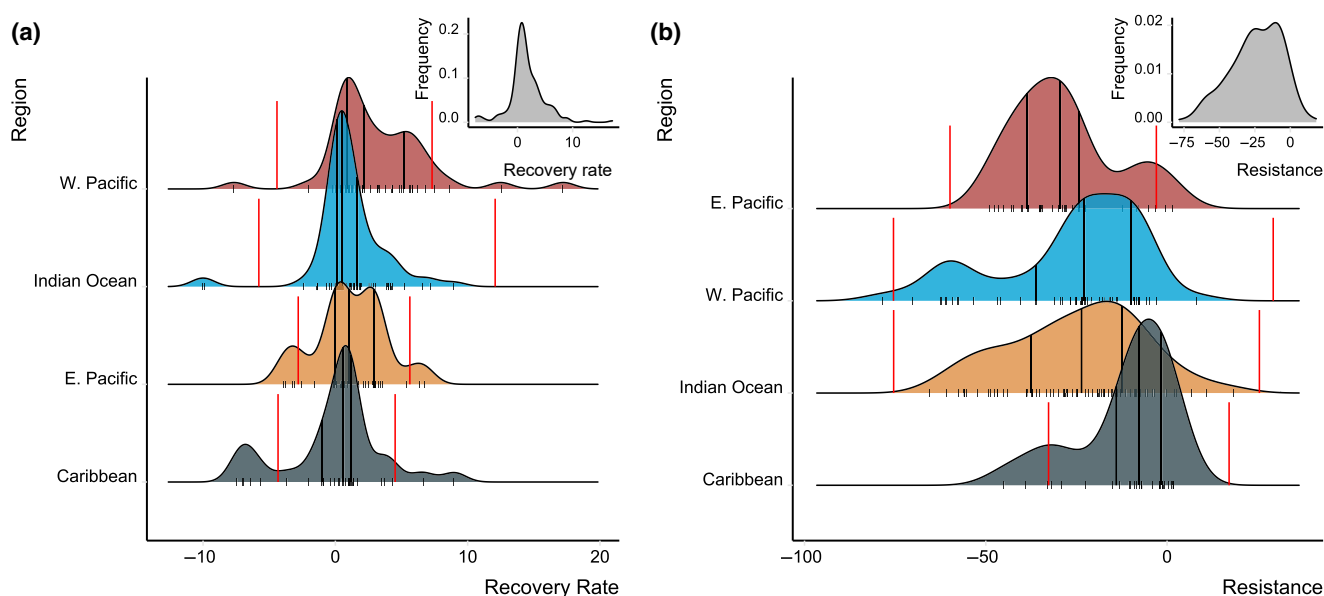 (a)
Region
W. Pacific
Indian Ocean
E. Pacific
Caribbean
–10
0
10
20
Recovery Rate
Frequency
0.2
0.1
0.0
0
10
Recovery rate
(b)
Region
E. Pacific
W. Pacific
Indian Ocean
Caribbean
–100
–50
0
Resistance
Frequency
0.02
0.01
0.00
−75
−50
−25
0
Resistance